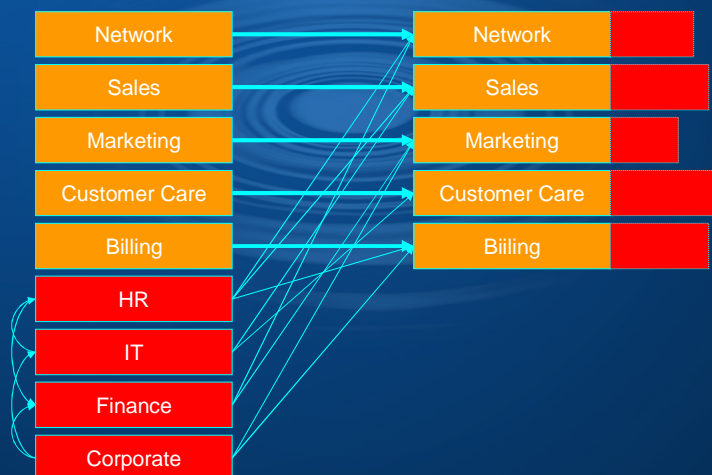 Network
Sales
Marketing
Customer Care
Billing
HR
IT
Finance
Corporate
Network
Sales
Marketing
Customer Care
Biiling